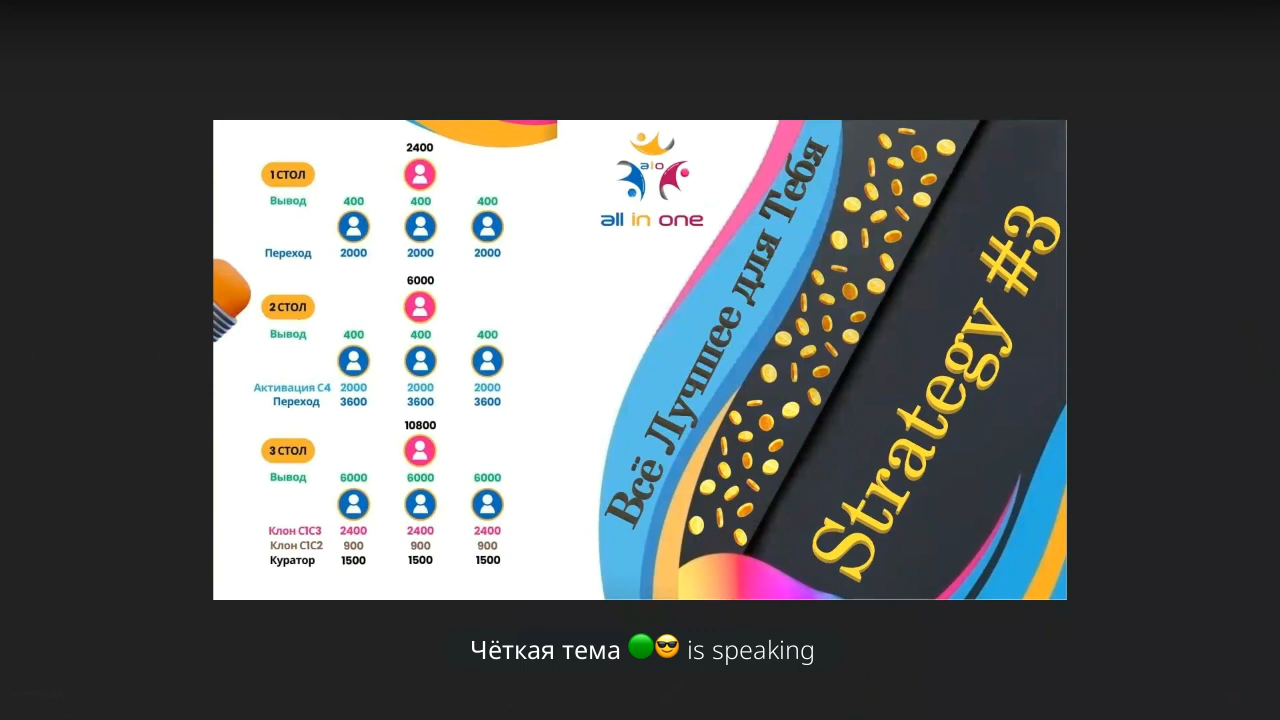 2400
1 СТОЛ
Вывод 400 400 400
Переход 2000 2000 2000
6000
2 СТОЛ
Вывод 400 400 400
Активация C4 2000 2000 2000
Переход 3600 3600 3600
10800
3 СТОЛ
Вывод 6000 6000 6000
Клон C1C3 2400 2400 2400
Клон C1C2 900 900 900
Куратор 1500 1500 1500
aio
all in one
Всё Лучшее для Тебя
Strategy #3
Чёткая тема 🟢😎 is speaking